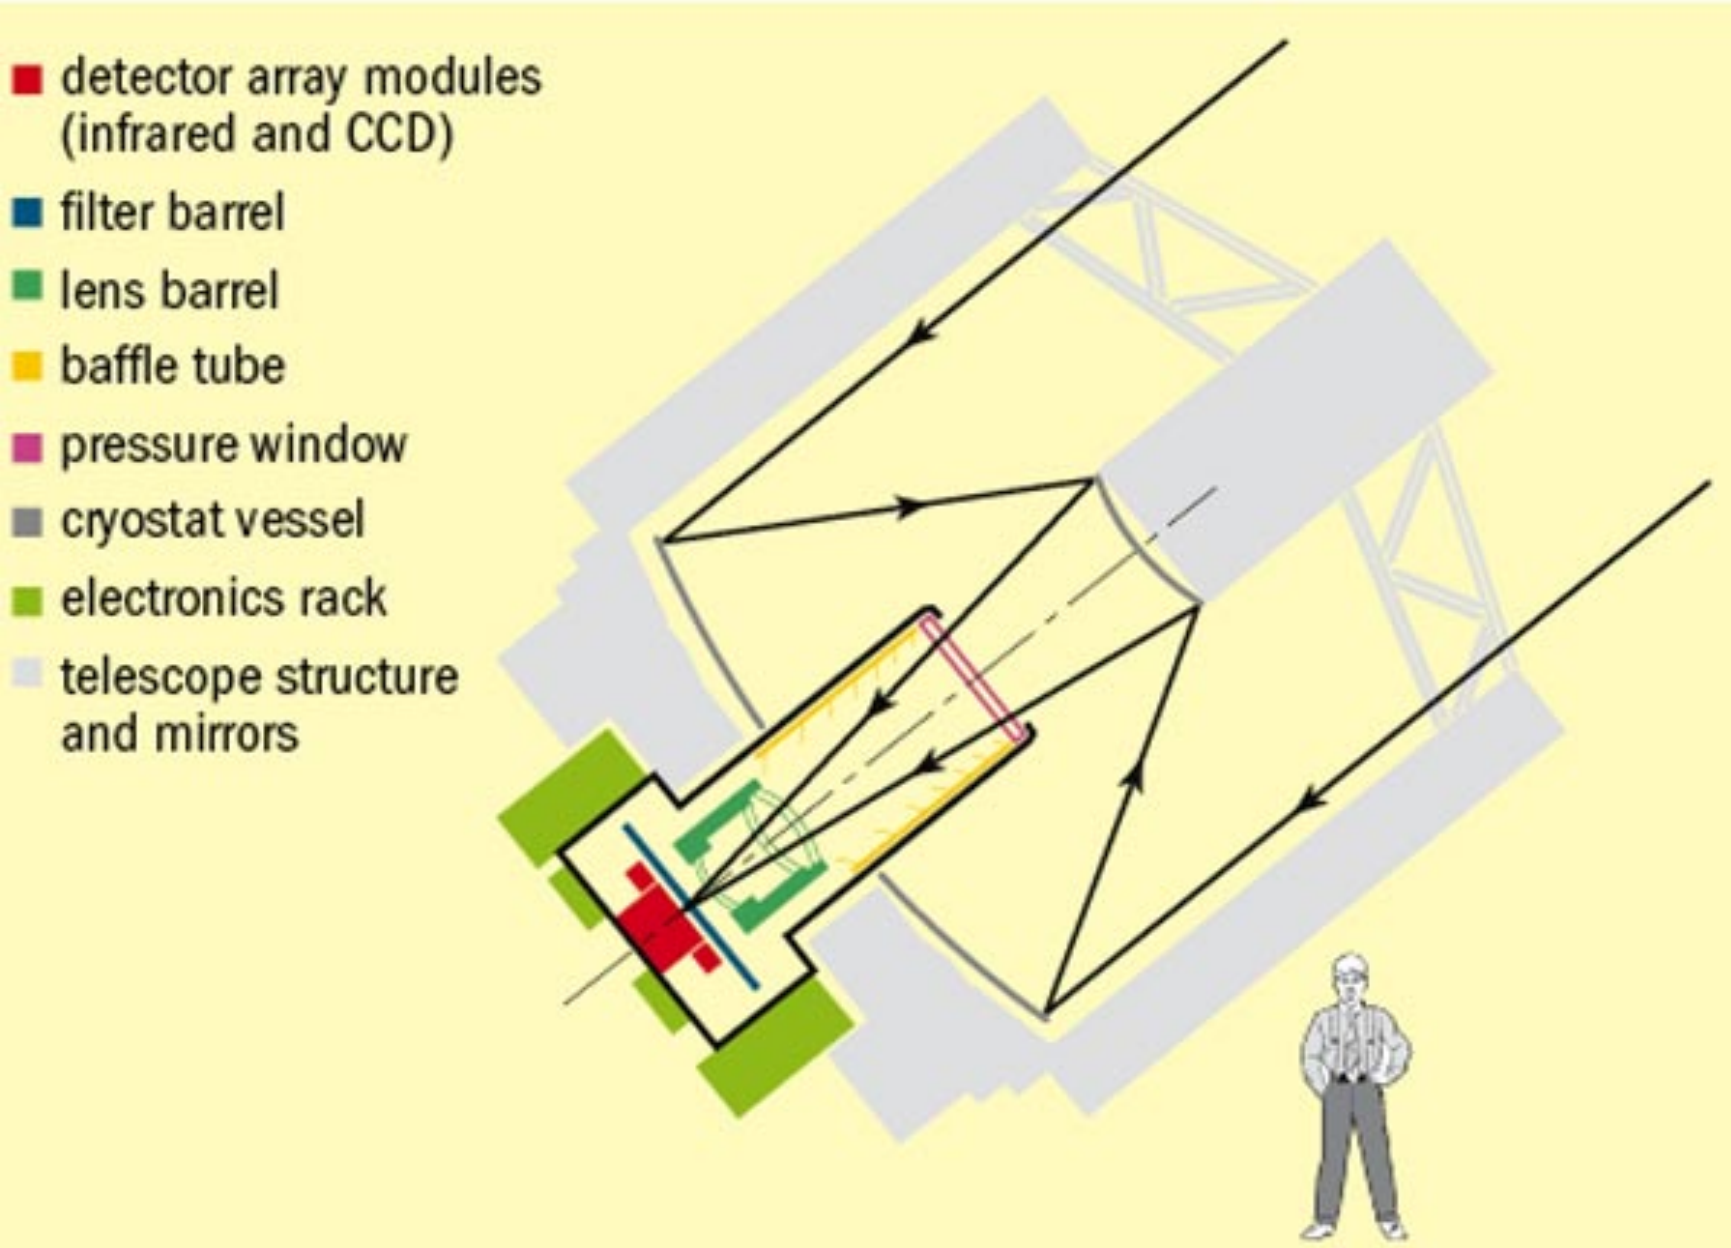 detector array modules
(infrared and CCD)
filter barrel
lens barrel
baffle tube
pressure window
cryostat vessel
electronics rack
telescope structure
and mirrors